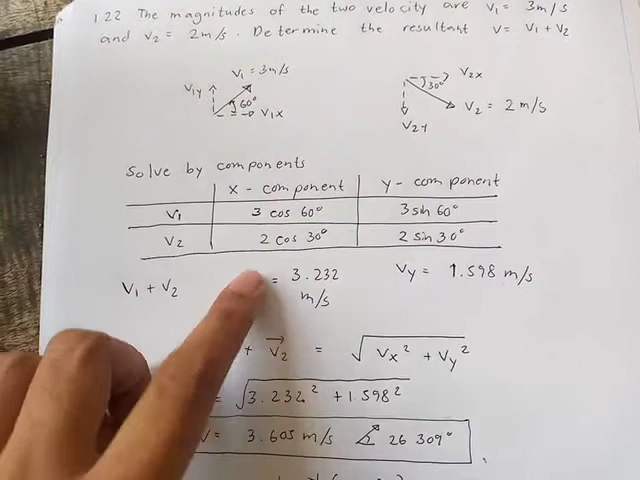 1.22 The magnitudes of the two velocity are V₁ = 3m/s
and V₂ = 2m/s. Determine the resultant V= V₁ + V₂
V₁ = 3m/s
V₁y
60°
V₁x
V₂x
30°
V₂ = 2m/s
V₂y
Solve by components
X - component Y - component
V₁ 3 cos 60° 3 sin 60°
V₂ 2 cos 30° 2 sin 30°
V₁ + V₂ = 3.232 m/s Vy = 1.598 m/s
+ V₂ = √Vx² + Vy²
= √3.232² + 1.598²
V = 3.605 m/s ∠ 26 309°